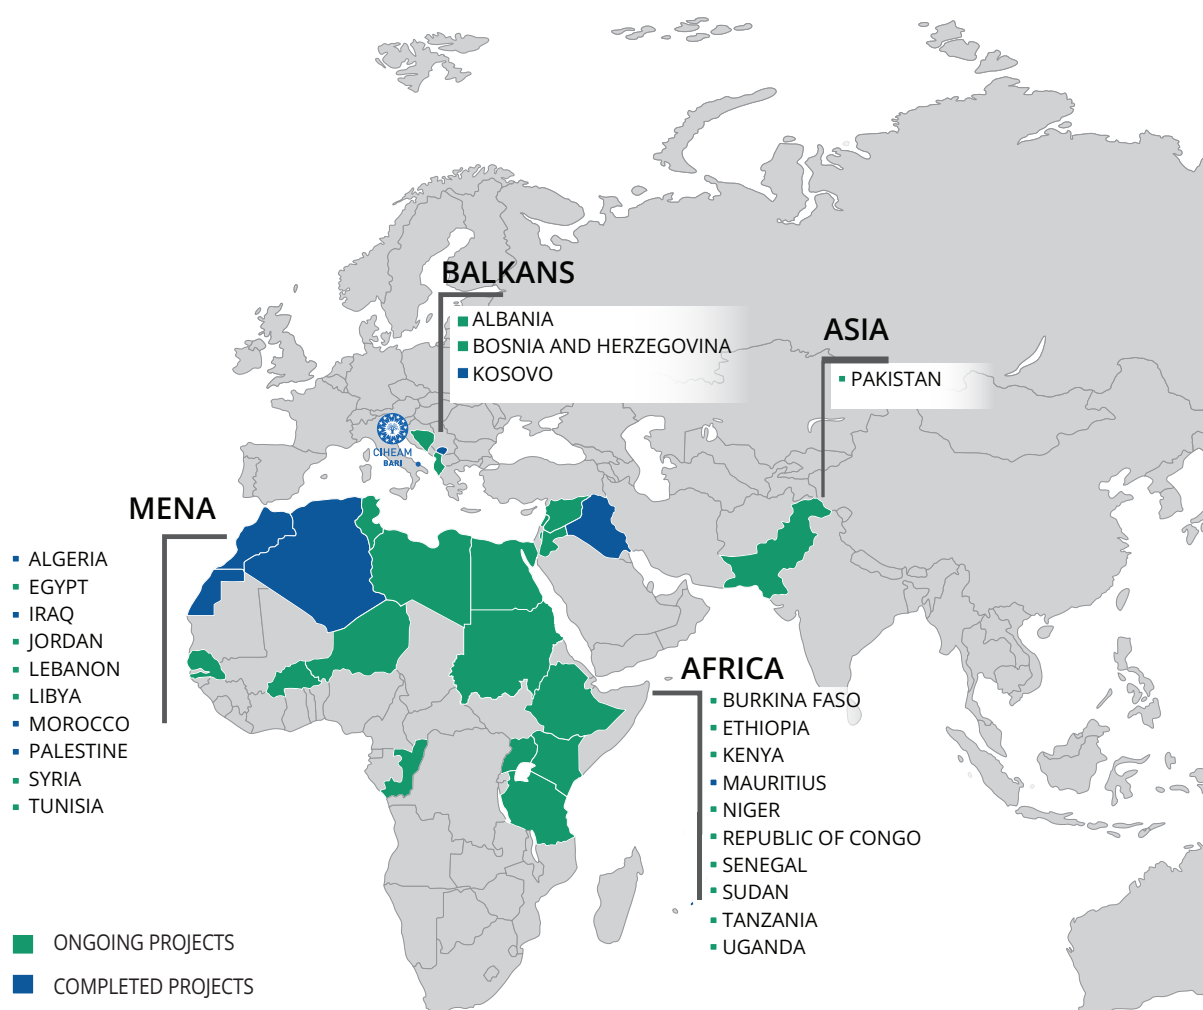 BALKANS
ALBANIA
BOSNIA AND HERZEGOVINA
KOSOVO
ASIA
PAKISTAN
CIHEAM
BARI
MENA
ALGERIA
EGYPT
IRAQ
JORDAN
LEBANON
LIBYA
MOROCCO
PALESTINE
SYRIA
TUNISIA
AFRICA
BURKINA FASO
ETHIOPIA
KENYA
MAURITIUS
NIGER
REPUBLIC OF CONGO
SENEGAL
SUDAN
TANZANIA
UGANDA
ONGOING PROJECTS
COMPLETED PROJECTS